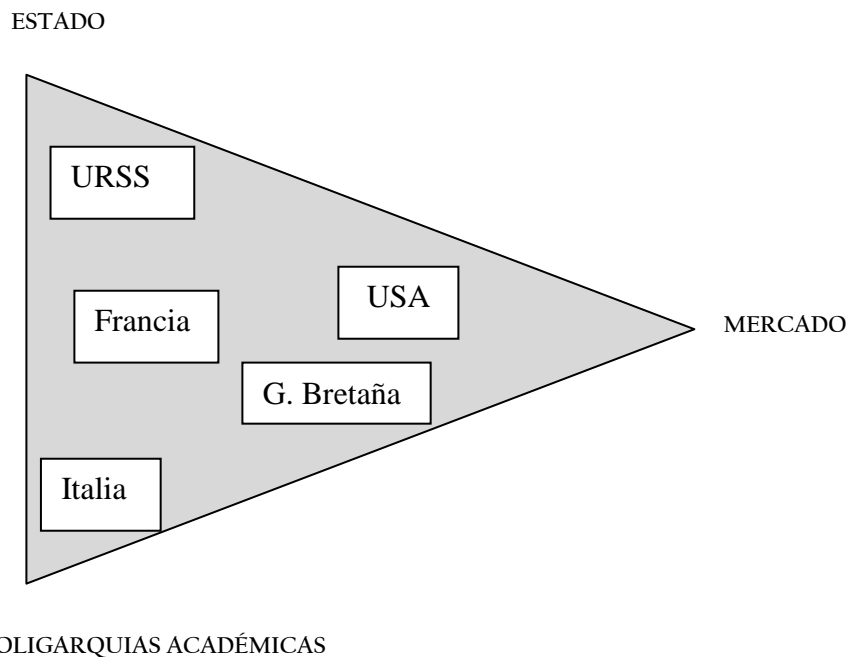 ESTADO
URSS
USA
Francia
MERCADO
G. Bretaña
Italia
OLIGARQUIAS ACADÉMICAS